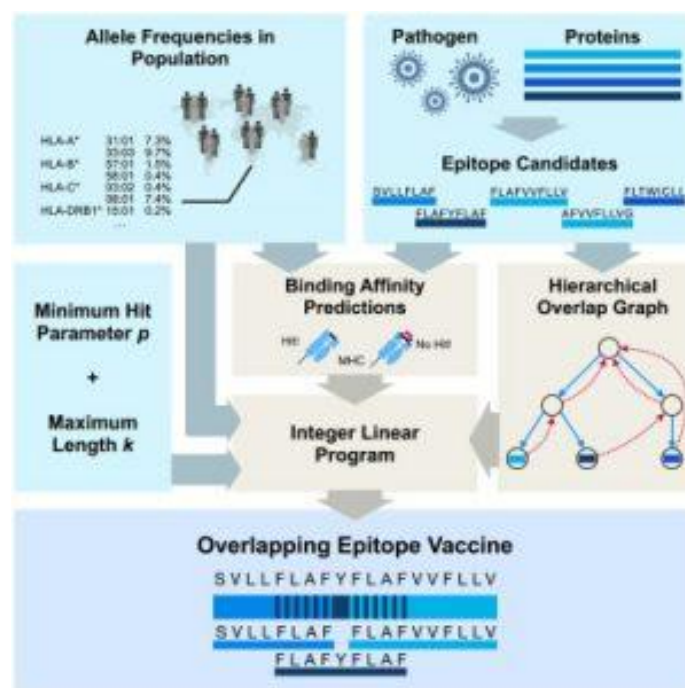 Allele Frequencies in
Population
HLA-A* 31:01 7.3%
33:03 9.7%
HLA-B* 57:01 1.5%
58:01 0.4%
HLA-C* 03:02 0.4%
08:01 7.4%
HLA-DRB1* 15:01 0.2%
...
Pathogen Proteins
Epitope Candidates
SVLLFLAF FLAFVVFLLV FLTWICLL
FLAFYFLAF AFVVFLLVG
Minimum Hit
Parameter p
+
Maximum
Length k
Binding Affinity
Predictions
Hit! MHC No Hit!
Hierarchical
Overlap Graph
Integer Linear
Program
Overlapping Epitope Vaccine
SVLLFLAFYFLAFVVFLLV
SVLLFLAF FLAFVVFLLV
FLAFYFLAF